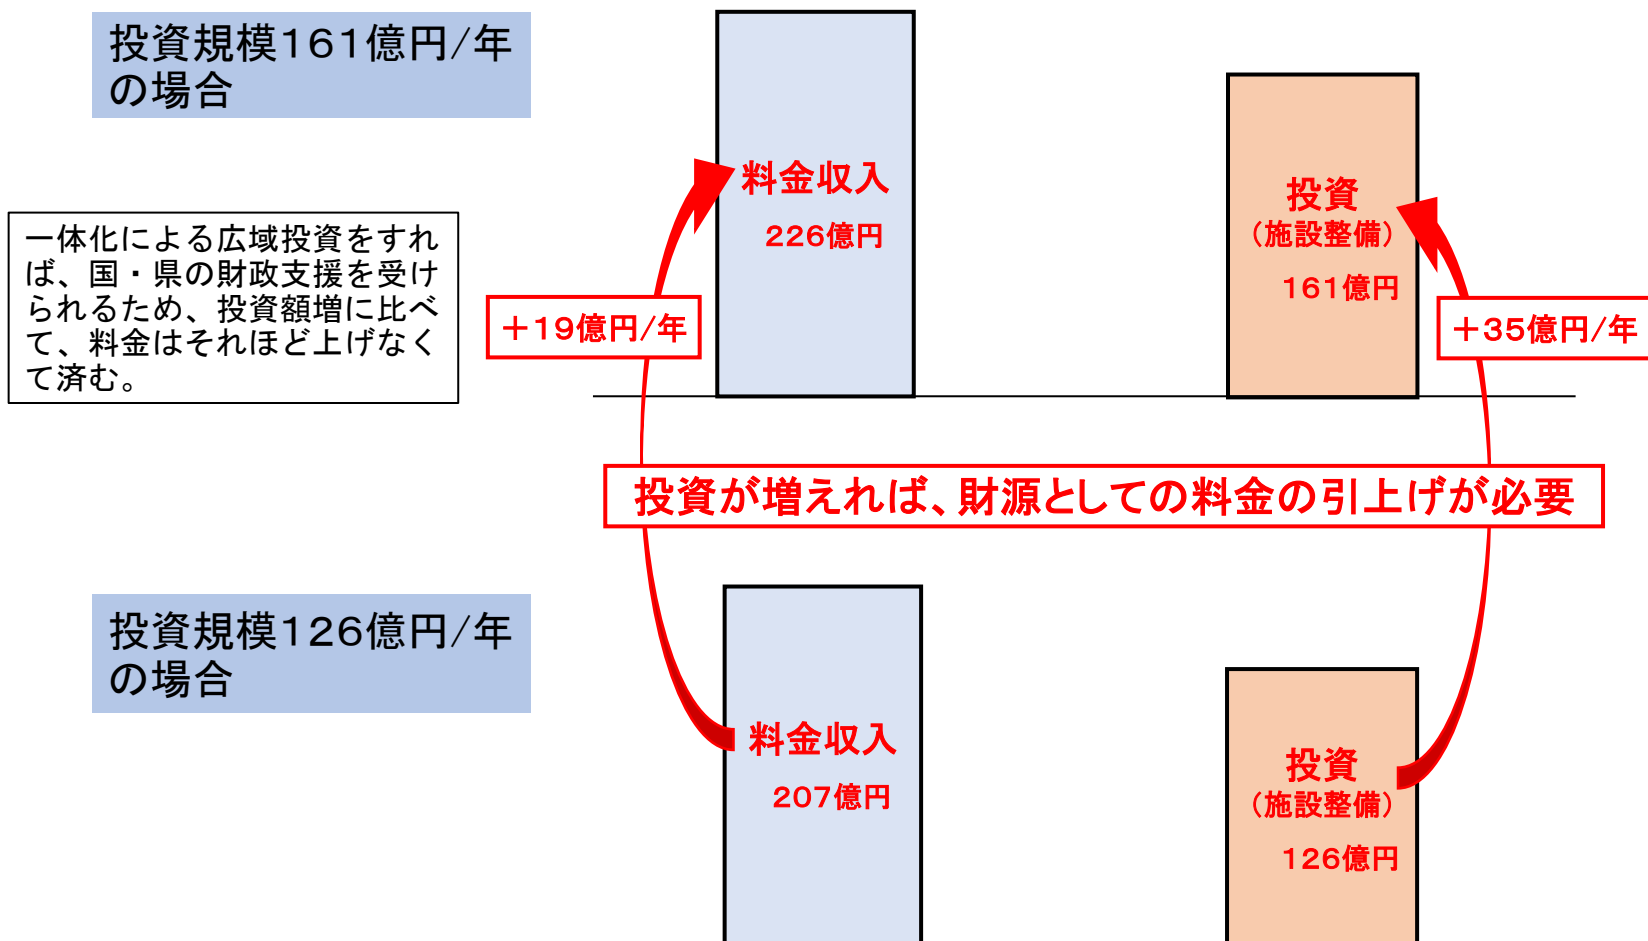 投資規模161億円/年
の場合
料金収入
226億円
投資
（施設整備）
161億円
一体化による広域投資をすれ
ば、国・県の財政支援を受け
られるため、投資額増に比べ
て、料金はそれほど上げなく
て済む。
＋19億円/年
＋35億円/年
投資が増えれば、財源としての料金の引上げが必要
投資規模126億円/年
の場合
料金収入
207億円
投資
（施設整備）
126億円